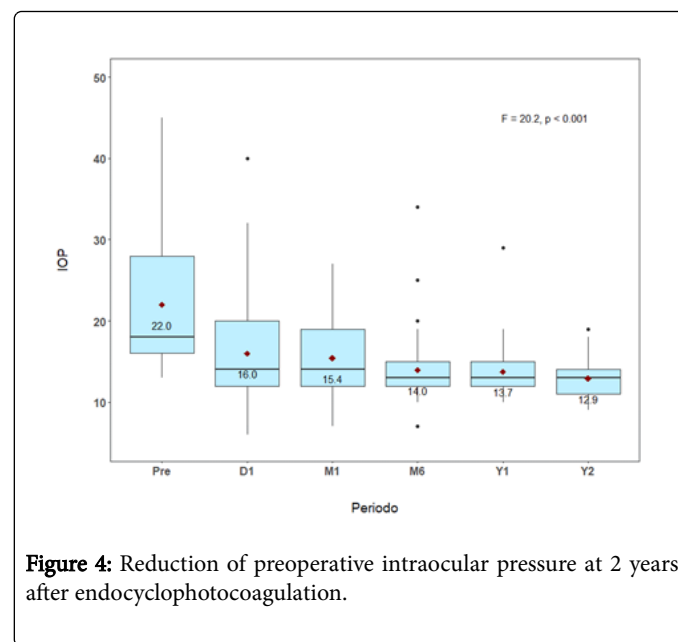 50
F = 20.2, p < 0.001
40
30
IOP
20
10
22.0
16.0
15.4
14.0
13.7
12.9
Pre D1 M1 M6 Y1 Y2
Periodo
Figure 4: Reduction of preoperative intraocular pressure at 2 years
after endocyclophotocoagulation.